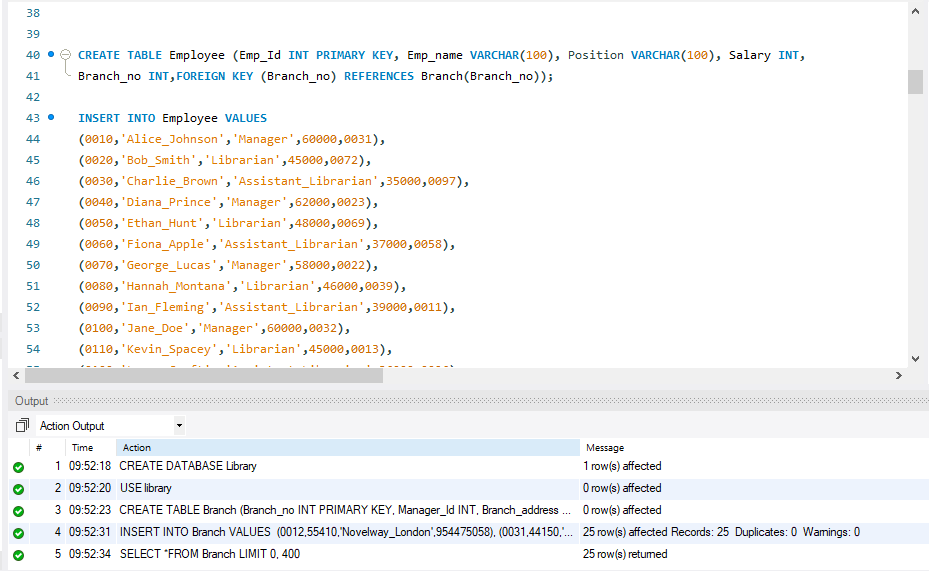 38
39
40 CREATE TABLE Employee (Emp_Id INT PRIMARY KEY, Emp_name VARCHAR(100), Position VARCHAR(100), Salary INT,
41 Branch_no INT,FOREIGN KEY (Branch_no) REFERENCES Branch(Branch_no));
42
43 INSERT INTO Employee VALUES
44 (0010,'Alice_Johnson','Manager',60000,0031),
45 (0020,'Bob_Smith','Librarian',45000,0072),
46 (0030,'Charlie_Brown','Assistant_Librarian',35000,0097),
47 (0040,'Diana_Prince','Manager',62000,0023),
48 (0050,'Ethan_Hunt','Librarian',48000,0069),
49 (0060,'Fiona_Apple','Assistant_Librarian',37000,0058),
50 (0070,'George_Lucas','Manager',58000,0022),
51 (0080,'Hannah_Montana','Librarian',46000,0039),
52 (0090,'Ian_Fleming','Assistant_Librarian',39000,0011),
53 (0100,'Jane_Doe','Manager',60000,0032),
54 (0110,'Kevin_Spacey','Librarian',45000,0013),
Output
Action Output
# Time Action Message
1 09:52:18 CREATE DATABASE Library 1 row(s) affected
2 09:52:20 USE library 0 row(s) affected
3 09:52:23 CREATE TABLE Branch (Branch_no INT PRIMARY KEY, Manager_Id INT, Branch_address ... 0 row(s) affected
4 09:52:31 INSERT INTO Branch VALUES (0012,55410,'Novelway_London',954475058), (0031,44150,'... 25 row(s) affected Records: 25 Duplicates: 0 Warnings: 0
5 09:52:34 SELECT *FROM Branch LIMIT 0, 400 25 row(s) returned